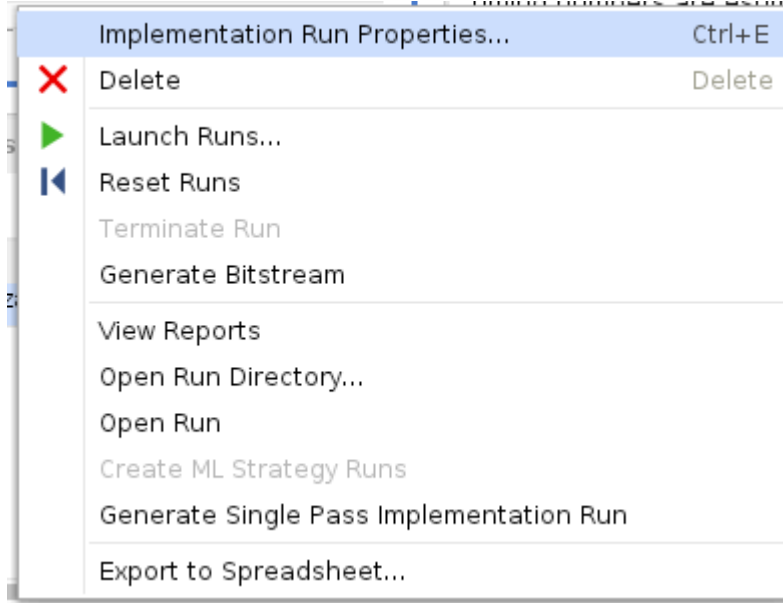 Implementation Run Properties... Ctrl+E
Delete Delete
Launch Runs...
Reset Runs
Terminate Run
Generate Bitstream
View Reports
Open Run Directory...
Open Run
Create ML Strategy Runs
Generate Single Pass Implementation Run
Export to Spreadsheet...